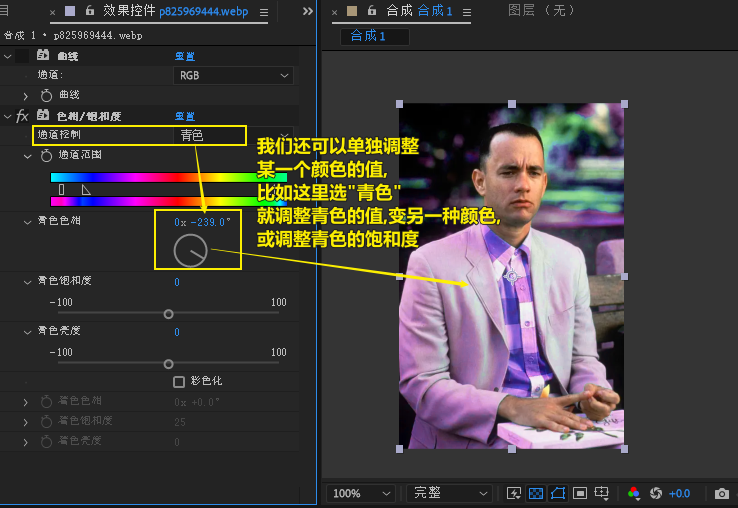 效果控件 p825969444.webp
合成 合成 1
图层 (无)
合成 1 • p825969444.webp
合成 1
曲线 重置
通道: RGB
曲线
fx 色相/饱和度 重置
通道控制 青色
通道范围
我们还可以单独调整
某一个颜色的值,
比如这里选"青色"
就调整青色的值,变另一种颜色,
或调整青色的饱和度
青色色相 0x -239.0°
青色饱和度 0
-100 100
青色亮度 0
-100 100
彩色化
着色色相 0x +0.0°
着色饱和度 25
着色亮度 0
100% 完整 +0.0